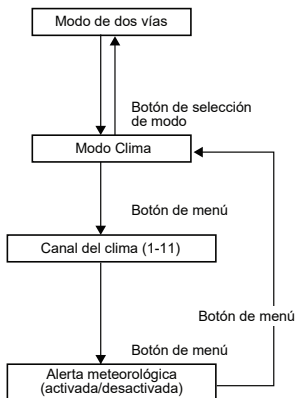 Modo de dos vías
Botón de selección
de modo
Modo Clima
Botón de menú
Canal del clima (1-11)
Botón de menú
Botón de menú
Alerta meteorológica
(activada/desactivada)